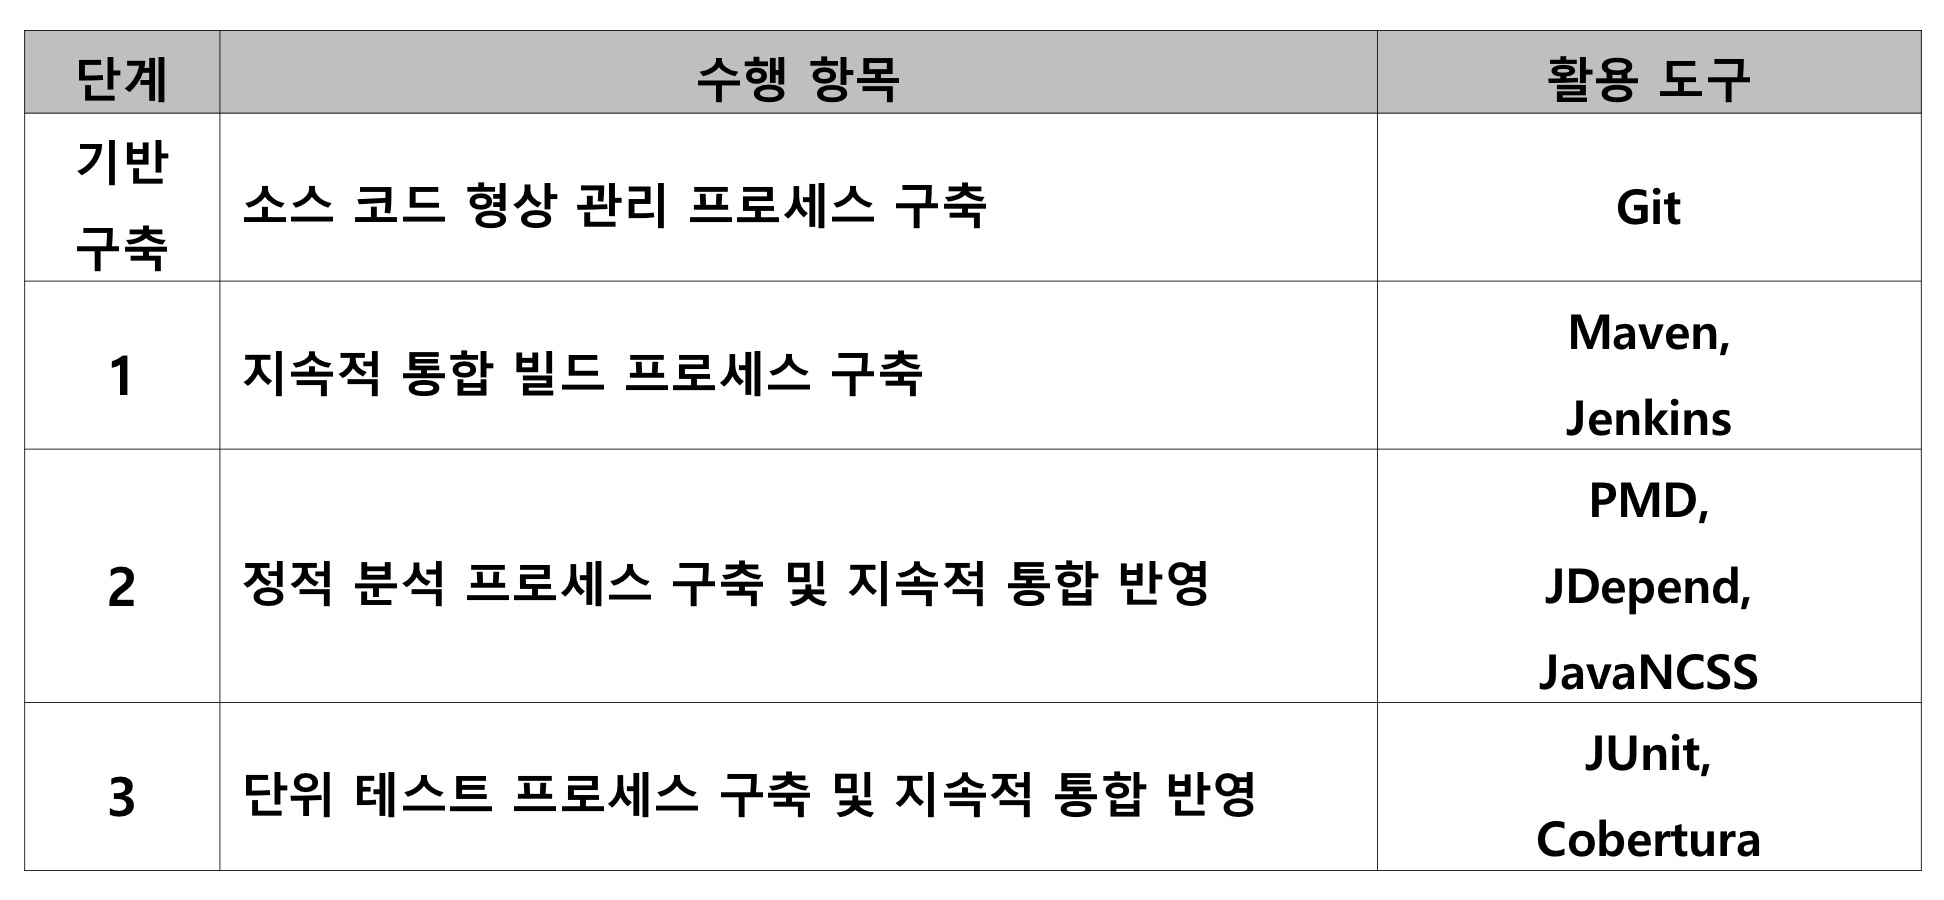 단계 수행 항목 활용 도구
기반
구축
소스 코드 형상 관리 프로세스 구축
Git
1
지속적 통합 빌드 프로세스 구축
Maven,
Jenkins
2
정적 분석 프로세스 구축 및 지속적 통합 반영
PMD,
JDepend,
JavaNCSS
3
단위 테스트 프로세스 구축 및 지속적 통합 반영
JUnit,
Cobertura